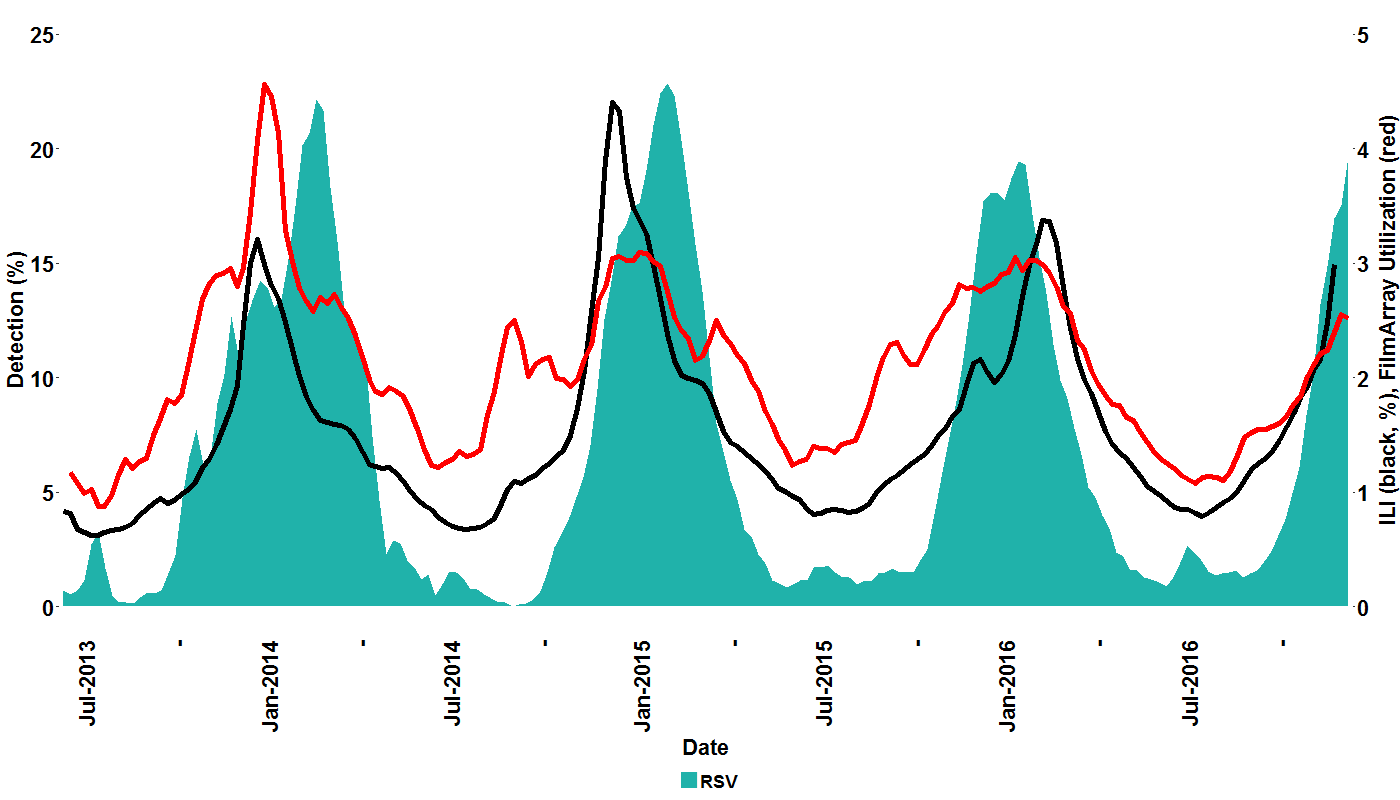 25
20
15
10
5
0
Detection (%)
5
4
3
2
1
0
ILI (black, %), FilmArray Utilization (red)
Jul-2013
-
Jan-2014
-
Jul-2014
-
Jan-2015
-
Jul-2015
-
Jan-2016
-
Jul-2016
-
Date
RSV